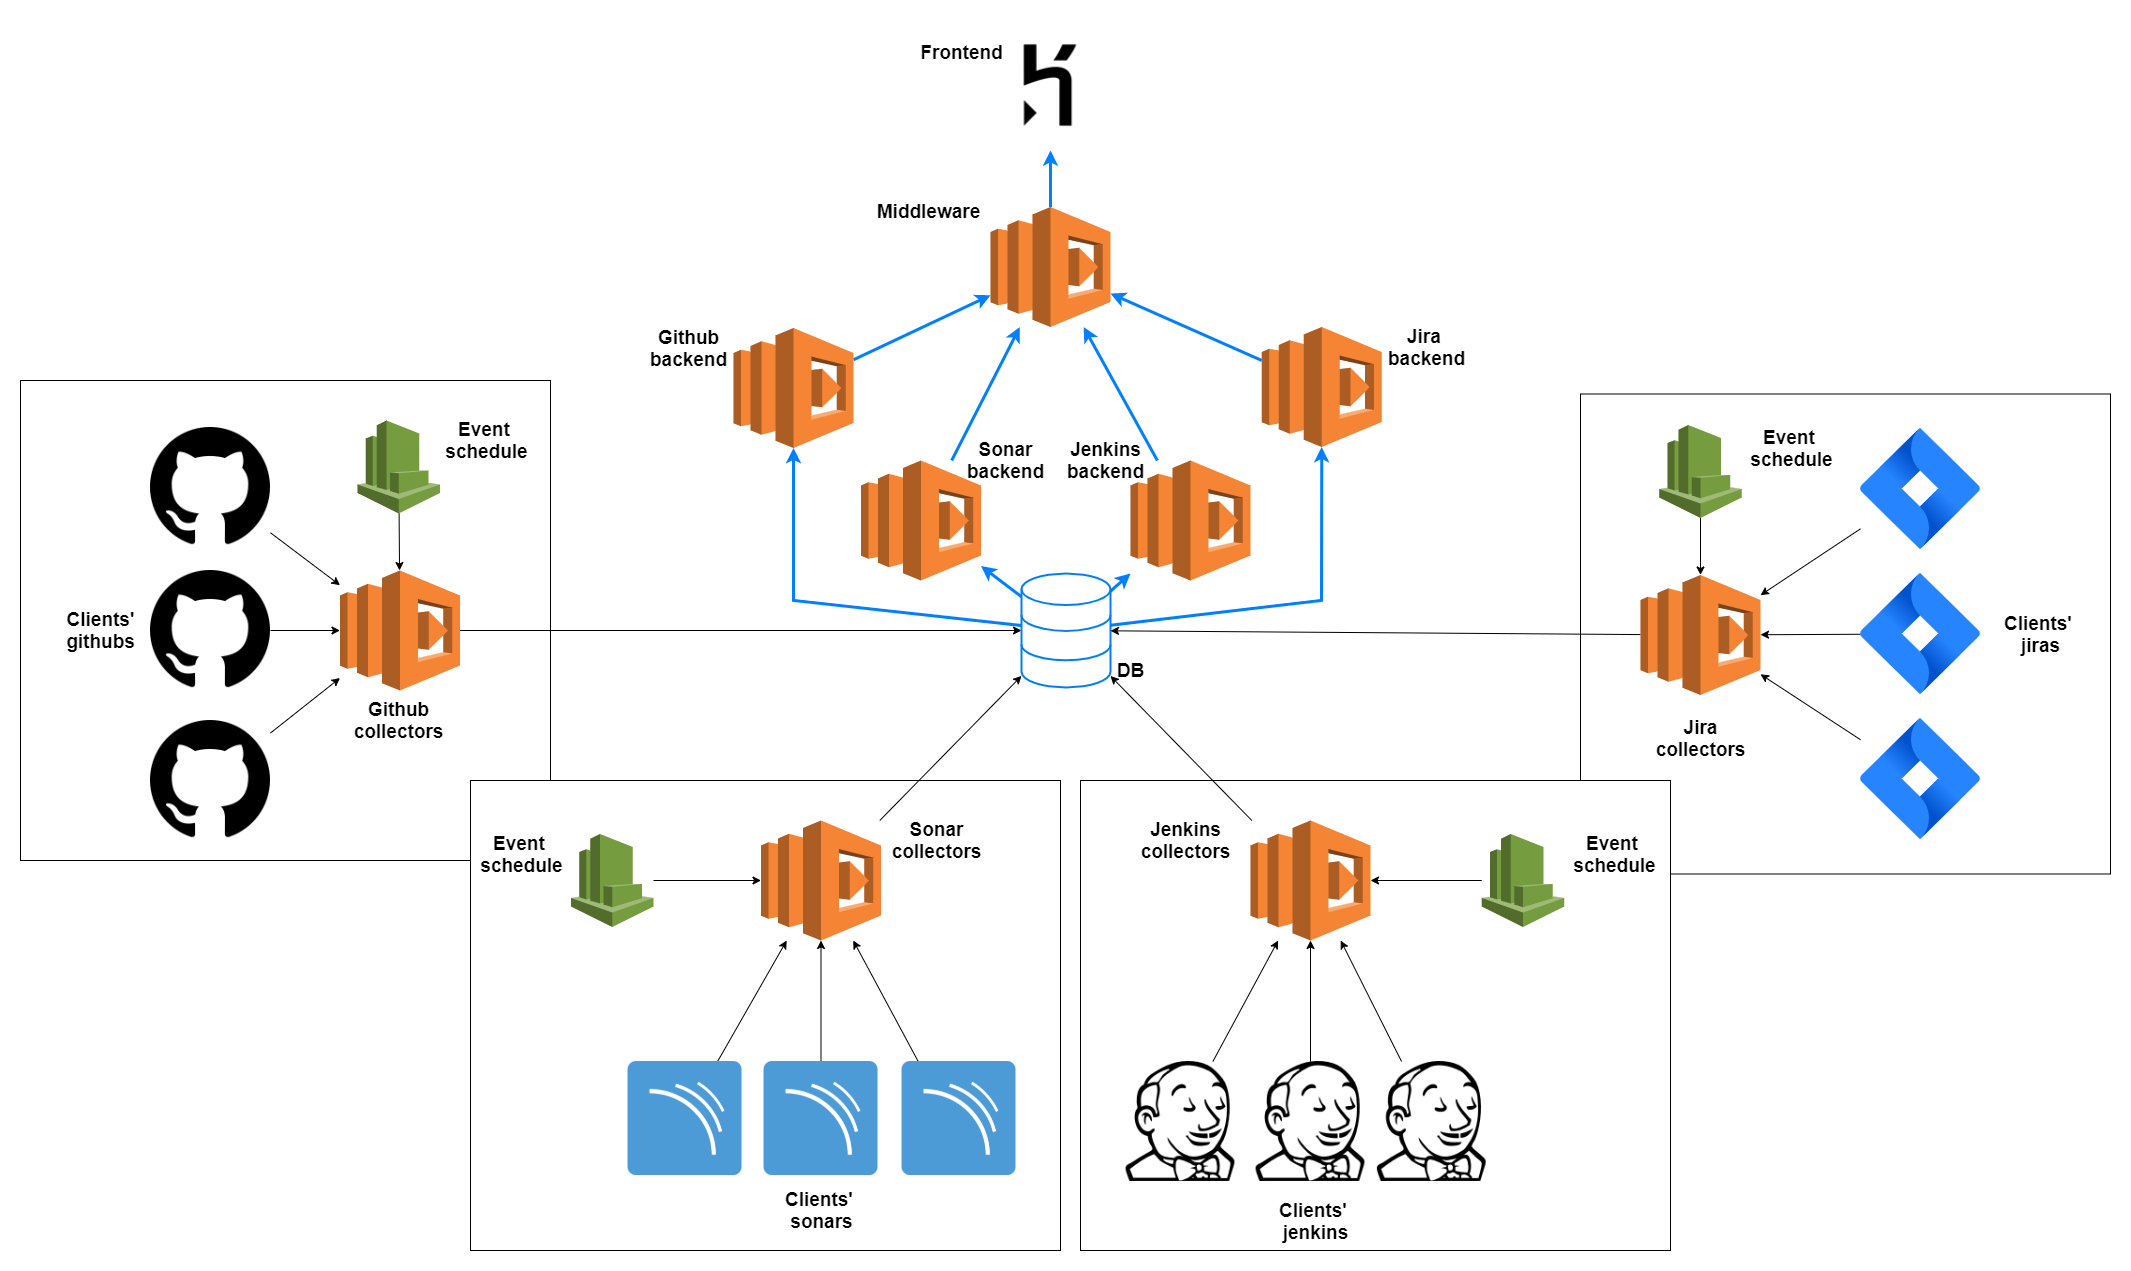 Frontend
Middleware
Github
backend
Jira
backend
Sonar
backend
Jenkins
backend
Event
schedule
Event
schedule
Clients'
githubs
Clients'
jiras
DB
Github
collectors
Jira
collectors
Event
schedule
Sonar
collectors
Jenkins
collectors
Event
schedule
Clients'
sonars
Clients'
jenkins